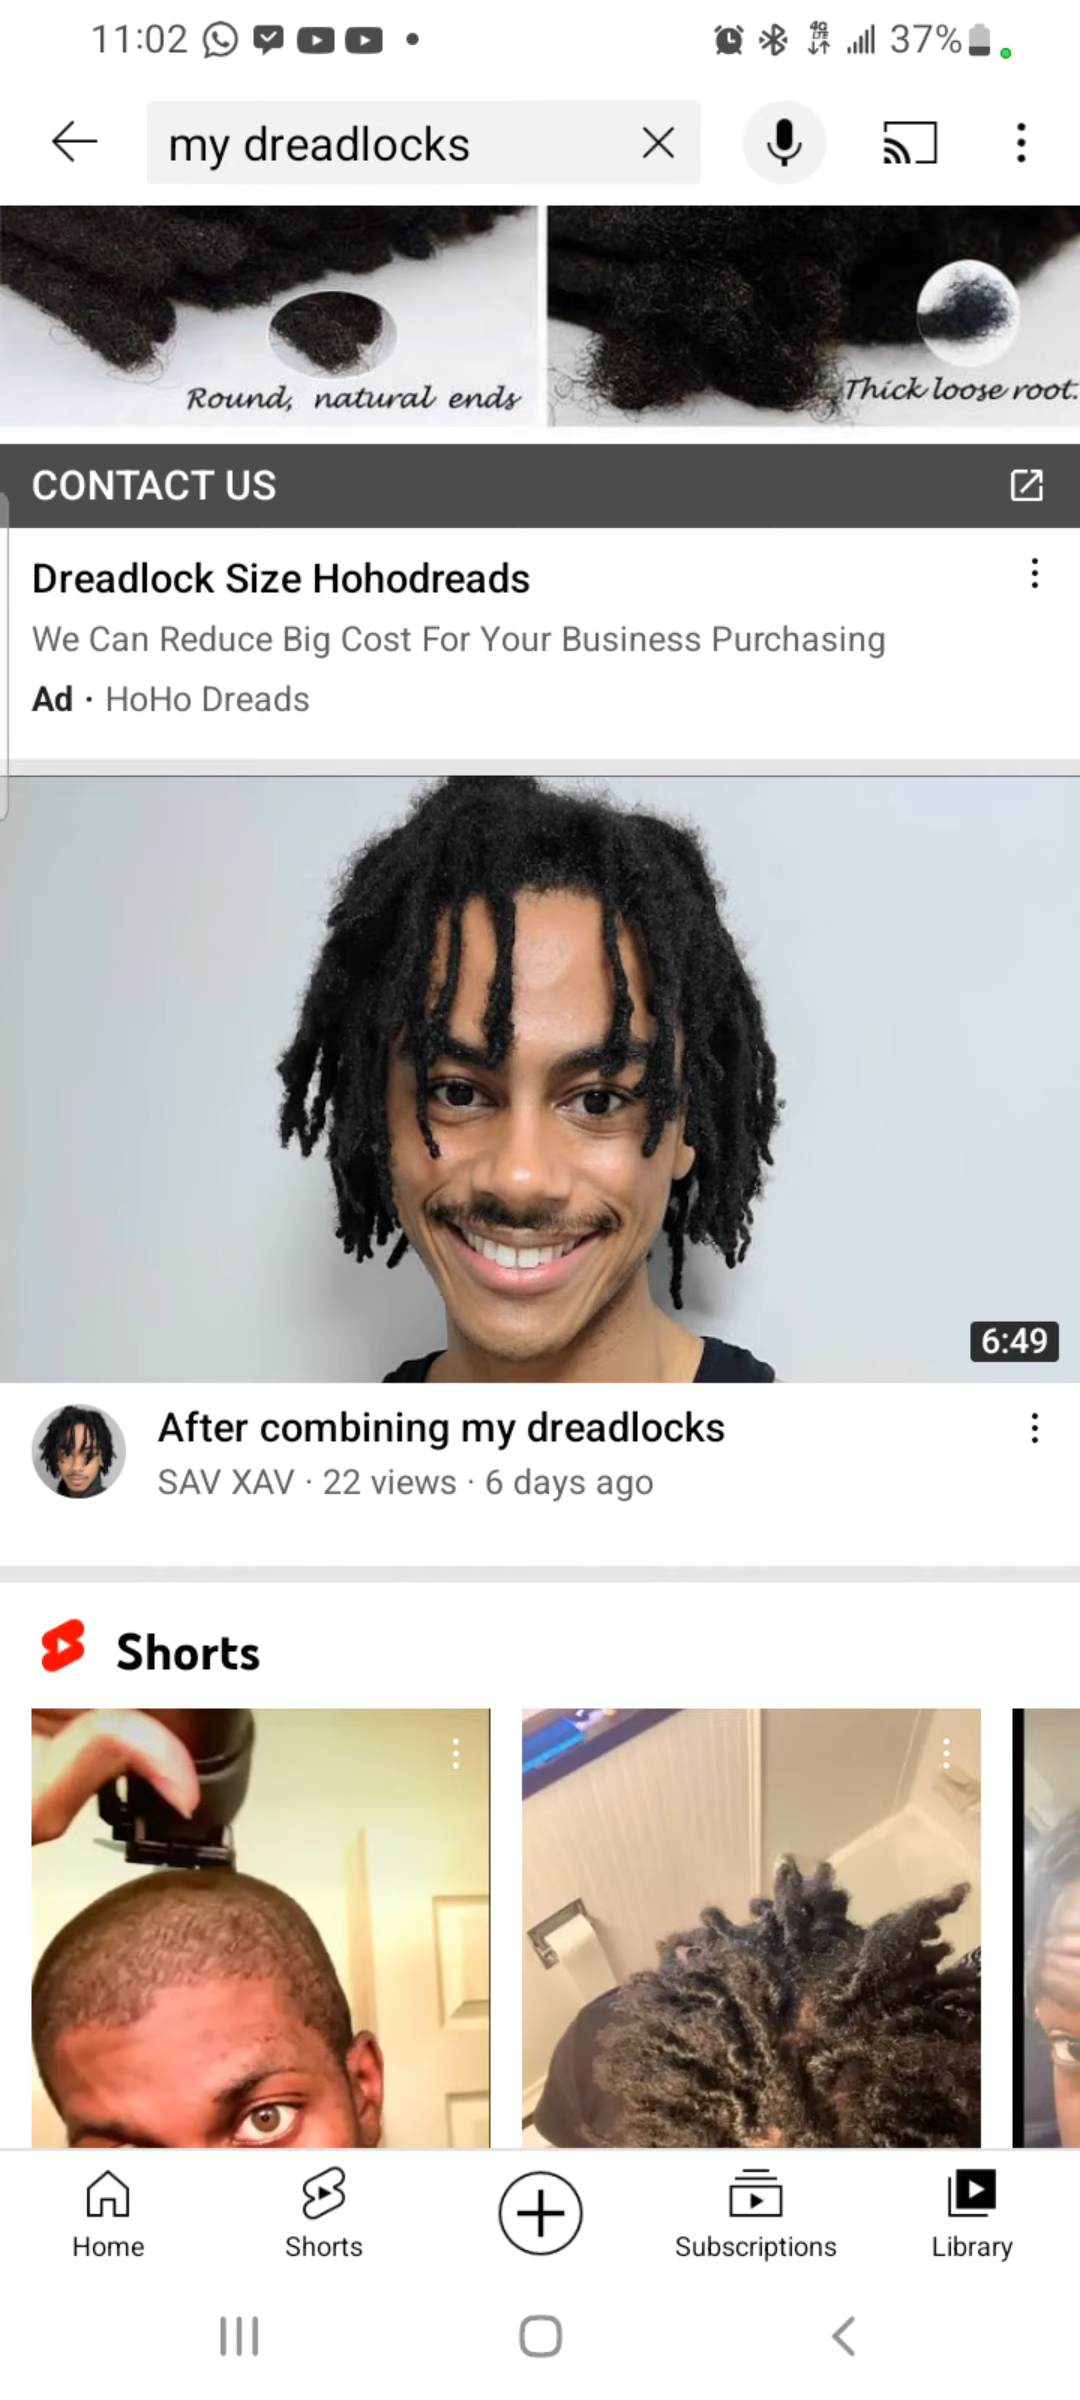 11:02
4G
LTE
37%
my dreadlocks
Round, natural ends
Thick loose root.
CONTACT US
Dreadlock Size Hohodreads
We Can Reduce Big Cost For Your Business Purchasing
Ad · HoHo Dreads
6:49
After combining my dreadlocks
SAV XAV · 22 views · 6 days ago
Shorts
Home
Shorts
Subscriptions
Library